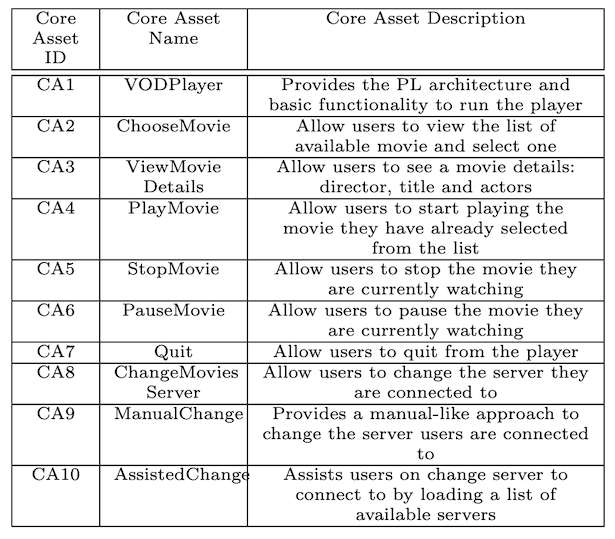 Core Asset ID | Core Asset Name | Core Asset Description
CA1 | VODPlayer | Provides the PL architecture and
basic functionality to run the player
CA2 | ChooseMovie | Allow users to view the list of
available movie and select one
CA3 | ViewMovie Details | Allow users to see a movie details:
director, title and actors
CA4 | PlayMovie | Allow users to start playing the
movie they have already selected
from the list
CA5 | StopMovie | Allow users to stop the movie they
are currently watching
CA6 | PauseMovie | Allow users to pause the movie they
are currently watching
CA7 | Quit | Allow users to quit from the player
CA8 | ChangeMovies Server | Allow users to change the server they
are connected to
CA9 | ManualChange | Provides a manual-like approach to
change the server users are connected
to
CA10 | AssistedChange | Assists users on change server to
connect to by loading a list of
available servers